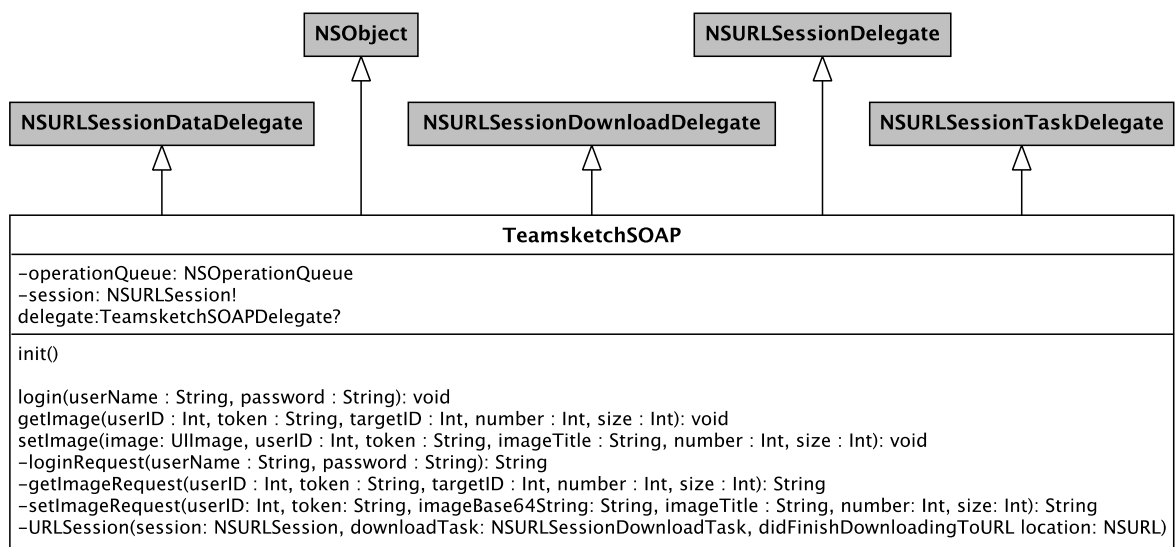 NSObject
NSURLSessionDelegate
NSURLSessionDataDelegate
NSURLSessionDownloadDelegate
NSURLSessionTaskDelegate
TeamsketchSOAP
-operationQueue: NSOperationQueue
-session: NSURLSession!
delegate:TeamsketchSOAPDelegate?
init()
login(userName : String, password : String): void
getImage(userID : Int, token : String, targetID : Int, number : Int, size : Int): void
setImage(image: UIImage, userID : Int, token : String, imageTitle : String, number : Int, size : Int): void
-loginRequest(userName : String, password : String): String
-getImageRequest(userID : Int, token : String, targetID : Int, number : Int, size : Int): String
-setImageRequest(userID: Int, token: String, imageBase64String: String, imageTitle : String, number: Int, size: Int): String
-URLSession(session: NSURLSession, downloadTask: NSURLSessionDownloadTask, didFinishDownloadingToURL location: NSURL)